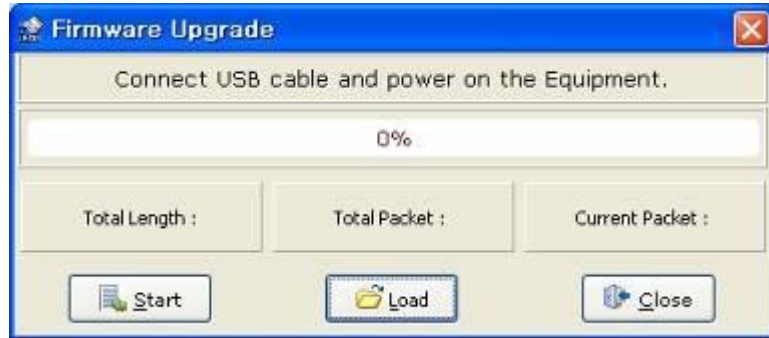 Firmware Upgrade
Connect USB cable and power on the Equipment.
0%
Total Length :
Total Packet :
Current Packet :
Start
Load
Close